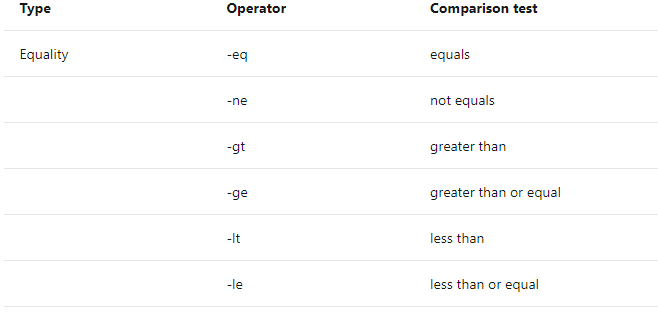 Type Operator Comparison test
Equality -eq equals
-ne not equals
-gt greater than
-ge greater than or equal
-lt less than
-le less than or equal